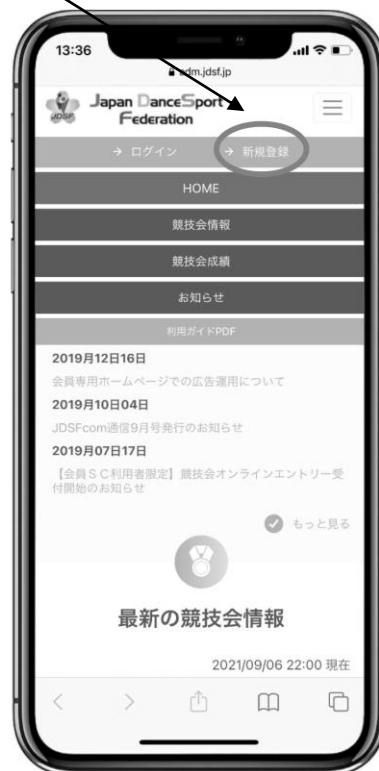 13:36
adm.jdsf.jp
JDSF
Japan DanceSport
Federation
→ ログイン
→ 新規登録
HOME
競技会情報
競技会成績
お知らせ
利用ガイドPDF
2019月12日16日
会員専用ホームページでの広告運用について
2019月10日04日
JDSFcom通信9月号発行のお知らせ
2019月07日17日
【会員ＳＣ利用者限定】競技会オンラインエントリー受
付開始のお知らせ
もっと見る
最新の競技会情報
2021/09/06 22:00 現在